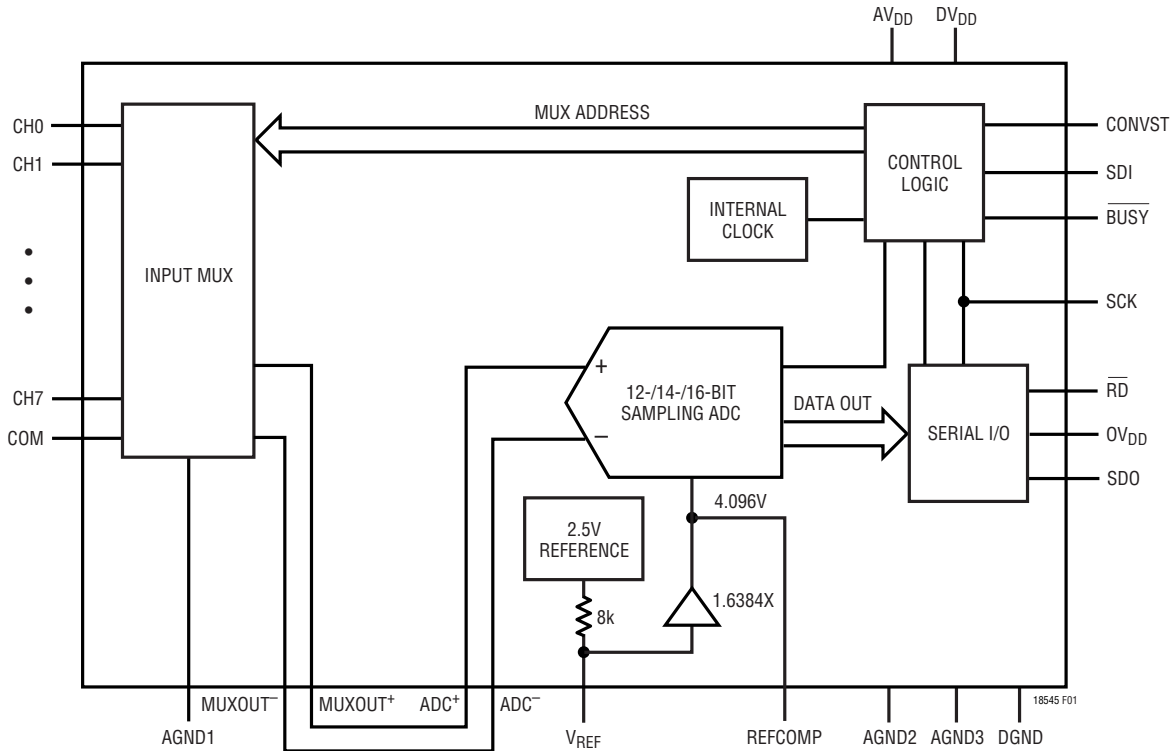 AVDD
DVDD
CH0
CH1
CH7
COM
INPUT MUX
MUX ADDRESS
CONTROL
LOGIC
INTERNAL
CLOCK
CONVST
SDI
BUSY
SCK
RD
OVDD
SDO
+
12-/14-/16-BIT
SAMPLING ADC
–
DATA OUT
SERIAL I/O
4.096V
2.5V
REFERENCE
8k
1.6384X
MUXOUT–
MUXOUT+
ADC+
ADC–
18545 F01
AGND1
VREF
REFCOMP
AGND2
AGND3
DGND